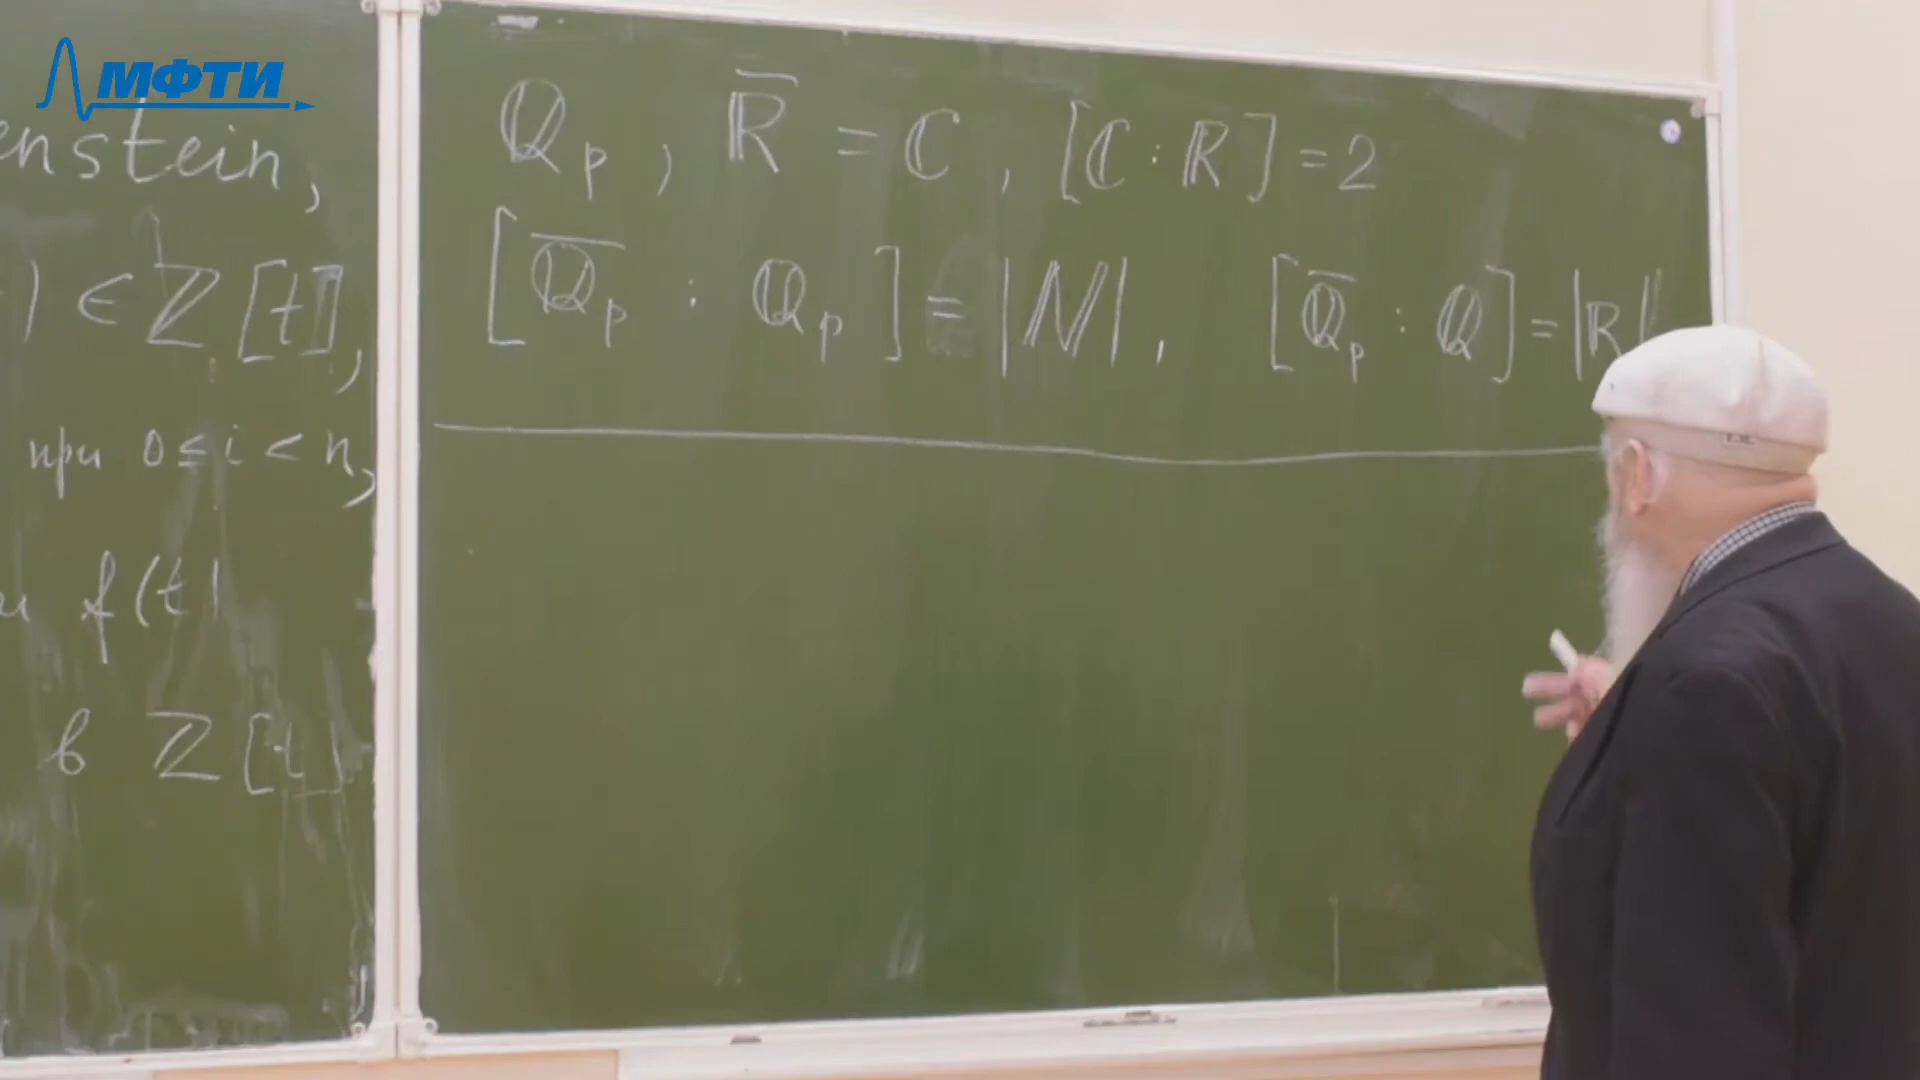 МФТИ
enstein,
) ∈ ℤ[t],
при 0 ≤ i < n,
f(t)
в ℤ[t]
ℚ_p, ℝ̅ = ℂ, [ℂ : ℝ] = 2
[ℚ̅_p : ℚ_p] = |ℕ|, [ℚ̅_p : ℚ] = |ℝ|